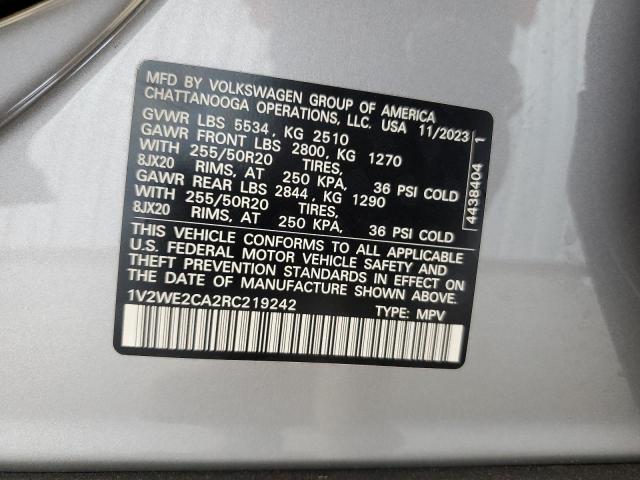 MFD BY VOLKSWAGEN GROUP OF AMERICA
CHATTANOOGA OPERATIONS, LLC. USA 11/2023
GVWR LBS 5534, KG 2510
GAWR FRONT LBS 2800, KG 1270
WITH 255/50R20 TIRES,
8JX20 RIMS, AT 250 KPA, 36 PSI COLD
GAWR REAR LBS 2844, KG 1290
WITH 255/50R20 TIRES,
8JX20 RIMS, AT 250 KPA, 36 PSI COLD
THIS VEHICLE CONFORMS TO ALL APPLICABLE
U.S. FEDERAL MOTOR VEHICLE SAFETY AND
THEFT PREVENTION STANDARDS IN EFFECT ON
THE DATE OF MANUFACTURE SHOWN ABOVE.
1V2WE2CA2RC219242 TYPE: MPV
4438404 1